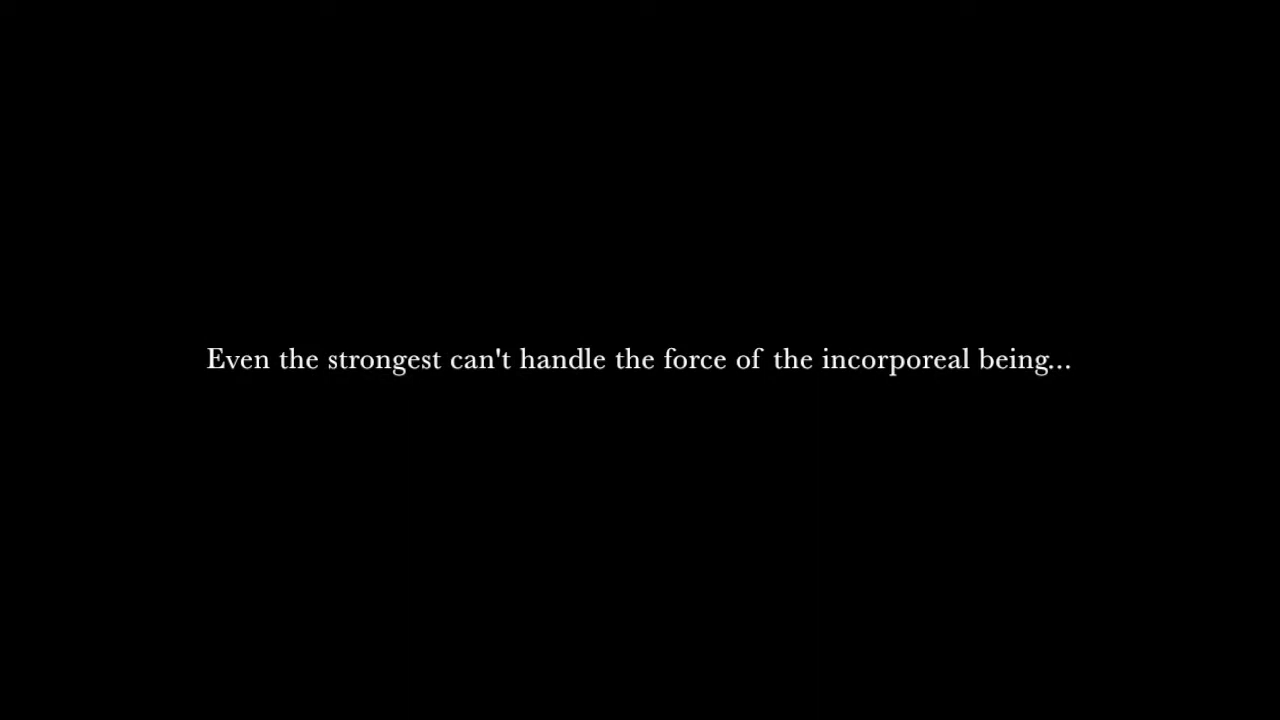 Even the strongest can't handle the force of the incorporeal being...